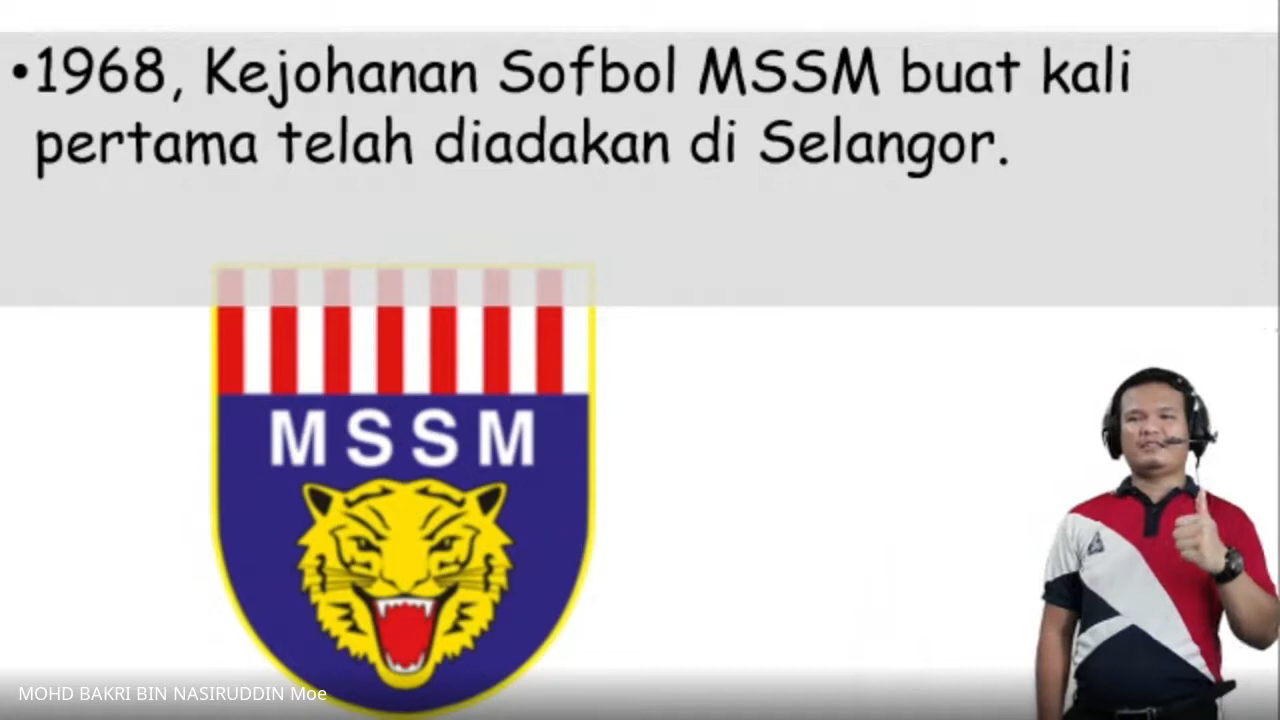 •1968, Kejohanan Sofbol MSSM buat kali
pertama telah diadakan di Selangor.
MSSM
MOHD BAKRI BIN NASIRUDDIN Moe